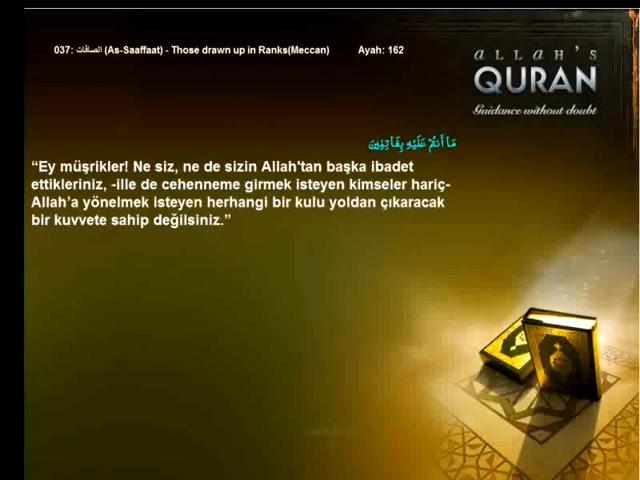 037: الصافات (As-Saaffaat) - Those drawn up in Ranks(Meccan) Ayah: 162
ALLAH'S
QURAN
Guidance without doubt
مَا أَنتُمْ عَلَيْهِ بِفَاتِنِينَ
“Ey müşrikler! Ne siz, ne de sizin Allah'tan başka ibadet
ettikleriniz, -ille de cehenneme girmek isteyen kimseler hariç-
Allah’a yönelmek isteyen herhangi bir kulu yoldan çıkaracak
bir kuvvete sahip değilsiniz.”